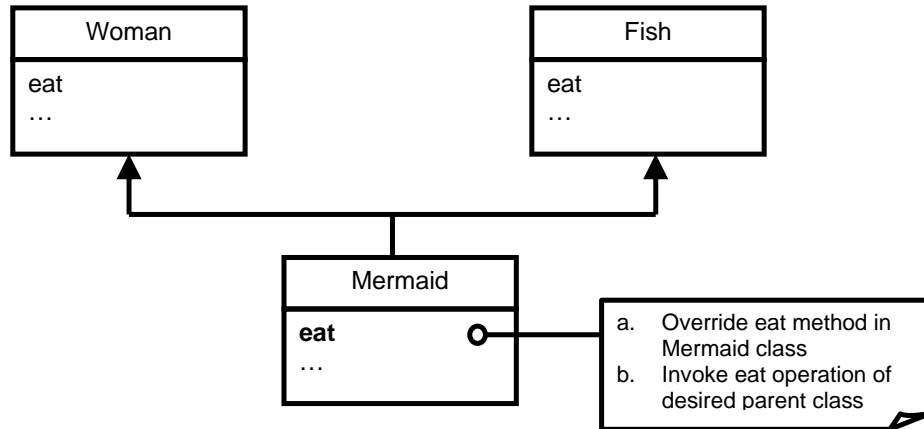 Woman
eat
…
Fish
eat
…
Mermaid
eat
…
a. Override eat method in
Mermaid class
b. Invoke eat operation of
desired parent class